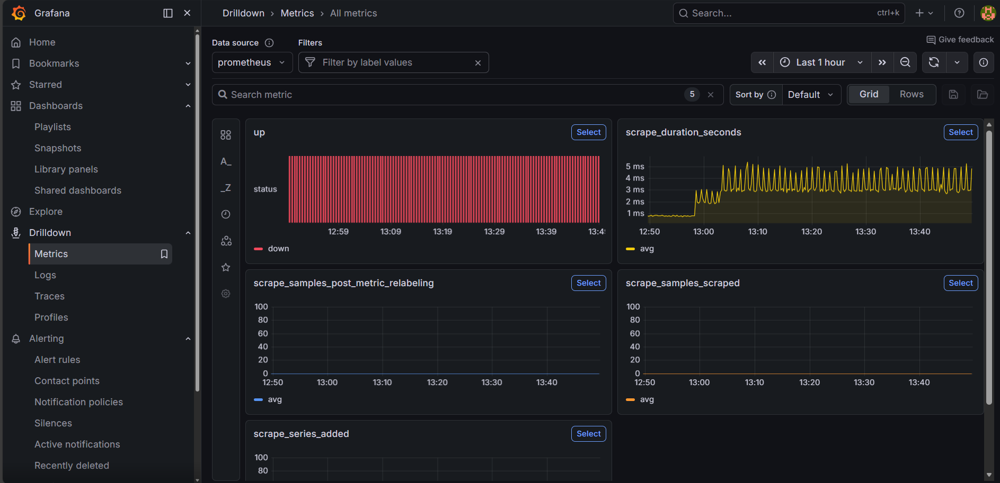 Grafana
Drilldown › Metrics › All metrics
Search... ctrl+k
Home
Bookmarks
Starred
Dashboards
Playlists
Snapshots
Library panels
Shared dashboards
Explore
Drilldown
Metrics
Logs
Traces
Profiles
Alerting
Alert rules
Contact points
Notification policies
Silences
Active notifications
Recently deleted
Data source Filters
Give feedback
prometheus Filter by label values
Last 1 hour
Search metric 5
Sort by Default
Grid Rows
A_
_Z
up Select
status
12:59 13:09 13:19 13:29 13:39 13:4
down
scrape_duration_seconds Select
5 ms
4 ms
3 ms
2 ms
1 ms
12:50 13:00 13:10 13:20 13:30 13:40
avg
scrape_samples_post_metric_relabeling Select
100
80
60
40
20
0
12:50 13:00 13:10 13:20 13:30 13:40
avg
scrape_samples_scraped Select
100
80
60
40
20
0
12:50 13:00 13:10 13:20 13:30 13:40
avg
scrape_series_added Select
100
80